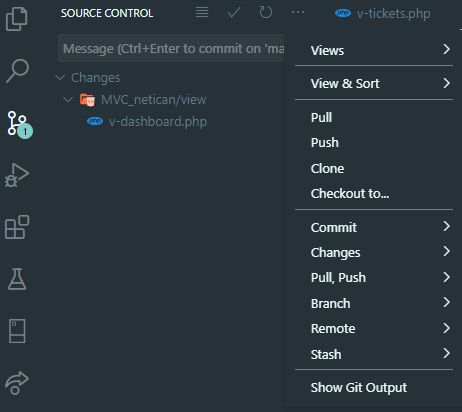 SOURCE CONTROL
v-tickets.php
Message (Ctrl+Enter to commit on 'ma
Changes
MVC_netican/view
v-dashboard.php
1
Views
View & Sort
Pull
Push
Clone
Checkout to...
Commit
Changes
Pull, Push
Branch
Remote
Stash
Show Git Output